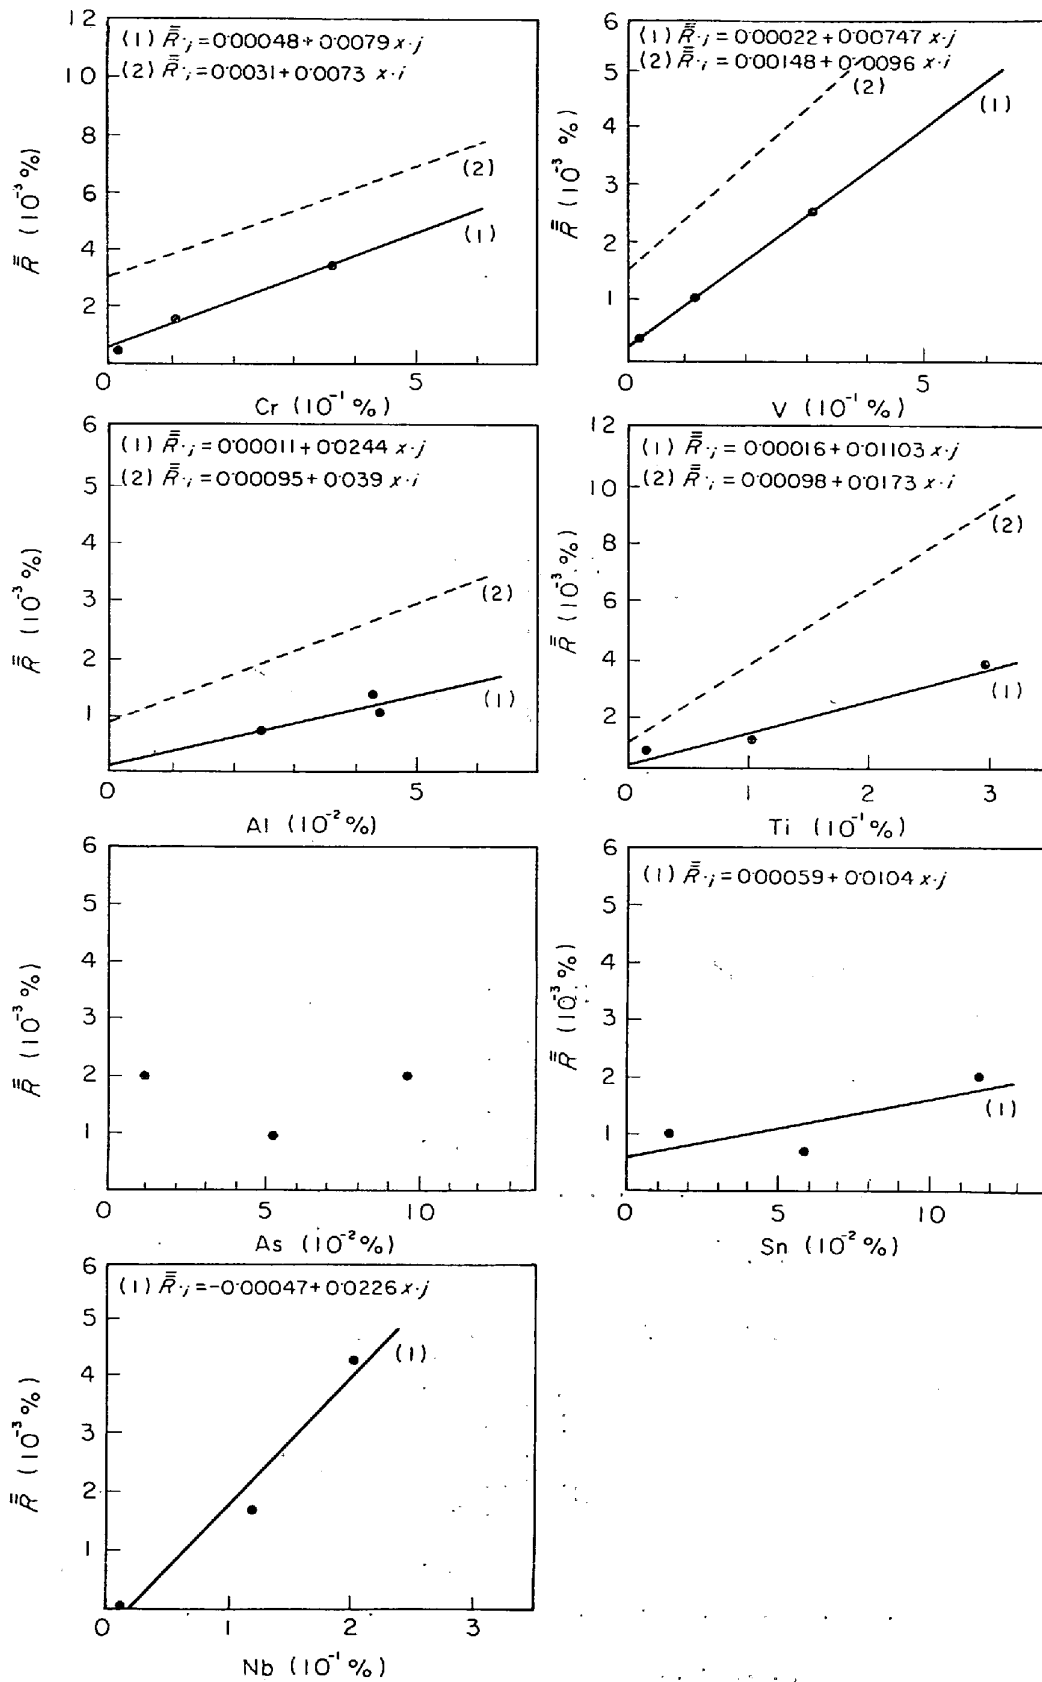 (1) R̿·j = 0·00048 + 0·0079 x·j
(2) R̿·i = 0·0031 + 0·0073 x·i
12
10
8
6
4
2
R̿ (10⁻³ %)
(2)
(1)
0 5
Cr (10⁻¹ %)
(1) R̿·j = 0·00022 + 0·00747 x·j
(2) R̿·i = 0·00148 + 0·0096 x·i
6
5
4
3
2
1
R̿ (10⁻³ %)
(2)
(1)
0 5
V (10⁻¹ %)
(1) R̿·j = 0·00011 + 0·0244 x·j
(2) R̿·i = 0·00095 + 0·039 x·i
6
5
4
3
2
1
R̿ (10⁻³ %)
(2)
(1)
0 5
Al (10⁻² %)
(1) R̿·j = 0·00016 + 0·01103 x·j
(2) R̿·i = 0·00098 + 0·0173 x·i
12
10
8
6
4
2
R̿ (10⁻³ %)
(2)
(1)
0 1 2 3
Ti (10⁻¹ %)
6
5
4
3
2
1
R̿ (10⁻³ %)
0 5 10
As (10⁻² %)
(1) R̿·j = 0·00059 + 0·0104 x·j
6
5
4
3
2
1
R̿ (10⁻³ %)
(1)
0 5 10
Sn (10⁻² %)
(1) R̿·j = -0·00047 + 0·0226 x·j
6
5
4
3
2
1
R̿ (10⁻³ %)
(1)
0 1 2 3
Nb (10⁻¹ %)